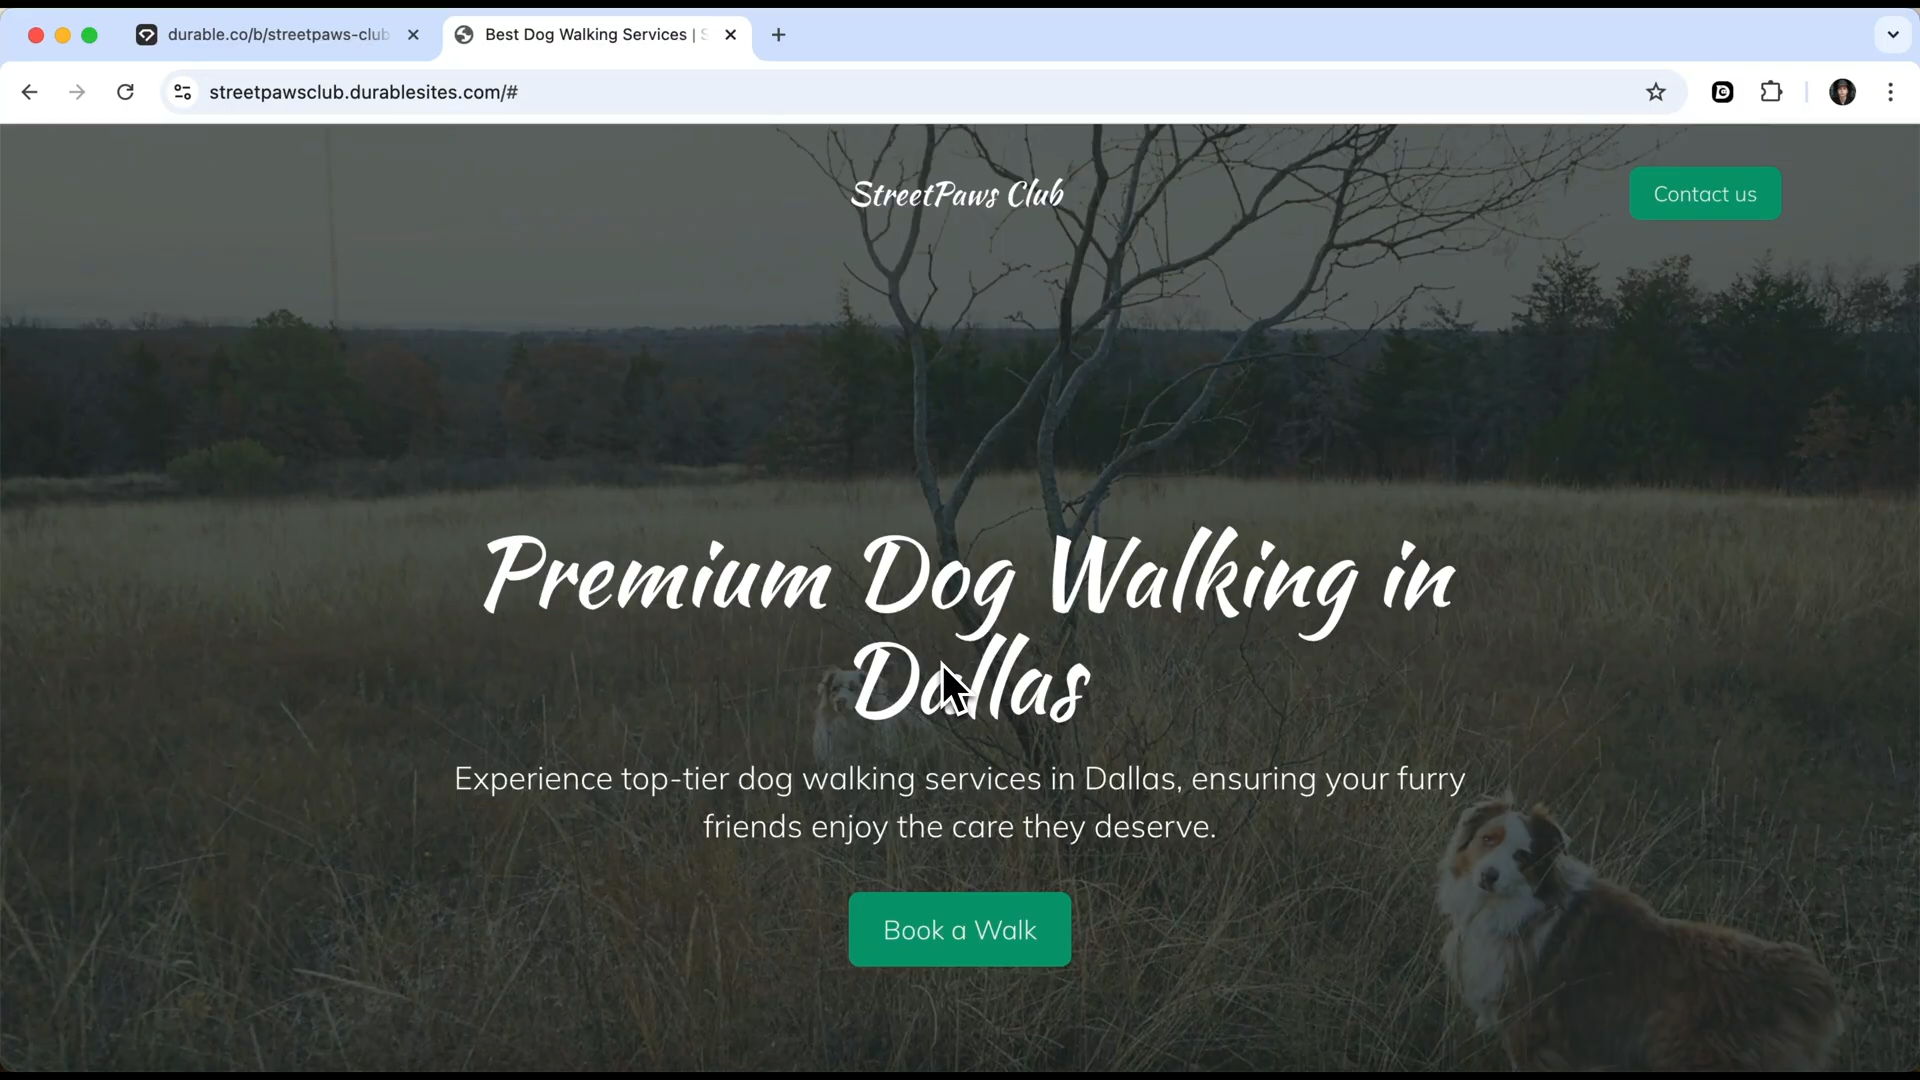 durable.co/b/streetpaws-club
Best Dog Walking Services |
streetpawsclub.durablesites.com/#
StreetPaws Club
Contact us
Premium Dog Walking in
Dallas
Experience top-tier dog walking services in Dallas, ensuring your furry
friends enjoy the care they deserve.
Book a Walk